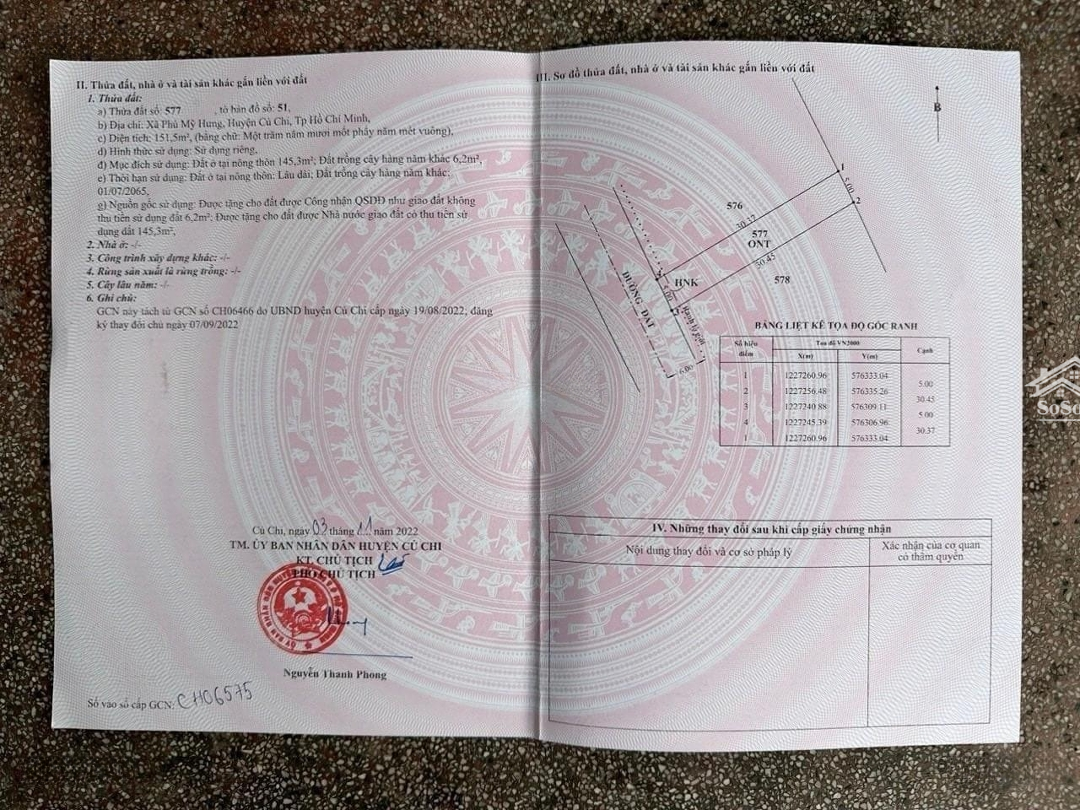 II. Thửa đất, nhà ở và tài sản khác gắn liền với đất
1. Thửa đất:
a) Thửa đất số: 577 , tờ bản đồ số: 51,
b) Địa chỉ: Xã Phú Mỹ Hưng, Huyện Củ Chi, Tp Hồ Chí Minh,
c) Diện tích: 151,5m², (bằng chữ: Một trăm năm mươi mốt phẩy năm mét vuông),
d) Hình thức sử dụng: Sử dụng riêng,
đ) Mục đích sử dụng: Đất ở tại nông thôn 145,3m²; Đất trồng cây hàng năm khác 6,2m²,
e) Thời hạn sử dụng: Đất ở tại nông thôn: Lâu dài; Đất trồng cây hàng năm khác:
01/07/2065,
g) Nguồn gốc sử dụng: Được tặng cho đất được Công nhận QSDĐ như giao đất không
thu tiền sử dụng đất 6,2m²; Được tặng cho đất được Nhà nước giao đất có thu tiền sử
dụng đất 145,3m²,
2. Nhà ở: -/-
3. Công trình xây dựng khác: -/-
4. Rừng sản xuất là rừng trồng: -/-
5. Cây lâu năm: -/-
6. Ghi chú:
GCN này tách từ GCN số CH06466 do UBND huyện Củ Chi cấp ngày 19/08/2022, đăng
ký thay đổi chủ ngày 07/09/2022
Củ Chi, ngày 03 tháng 11 năm 2022
TM. ỦY BAN NHÂN DÂN HUYỆN CỦ CHI
KT. CHỦ TỊCH
PHÓ CHỦ TỊCH
Nguyễn Thanh Phong
Số vào sổ cấp GCN: CH06575
III. Sơ đồ thửa đất, nhà ở và tài sản khác gắn liền với đất
B
1
5.00
2
576
30.37
577
ONT
30.45
578
HNK
5.00
ĐƯỜNG ĐẤT
6.00
BẢNG LIỆT KÊ TỌA ĐỘ GÓC RANH
Số hiệu điểm Tọa độ VN2000 Cạnh
X(m) Y(m)
1 1227260.96 576333.04
5.00
2 1227256.48 576335.26
30.45
3 1227240.88 576309.11
5.00
4 1227245.39 576306.96
30.37
1 1227260.96 576333.04
IV. Những thay đổi sau khi cấp giấy chứng nhận
Nội dung thay đổi và cơ sở pháp lý
Xác nhận của cơ quan
có thẩm quyền